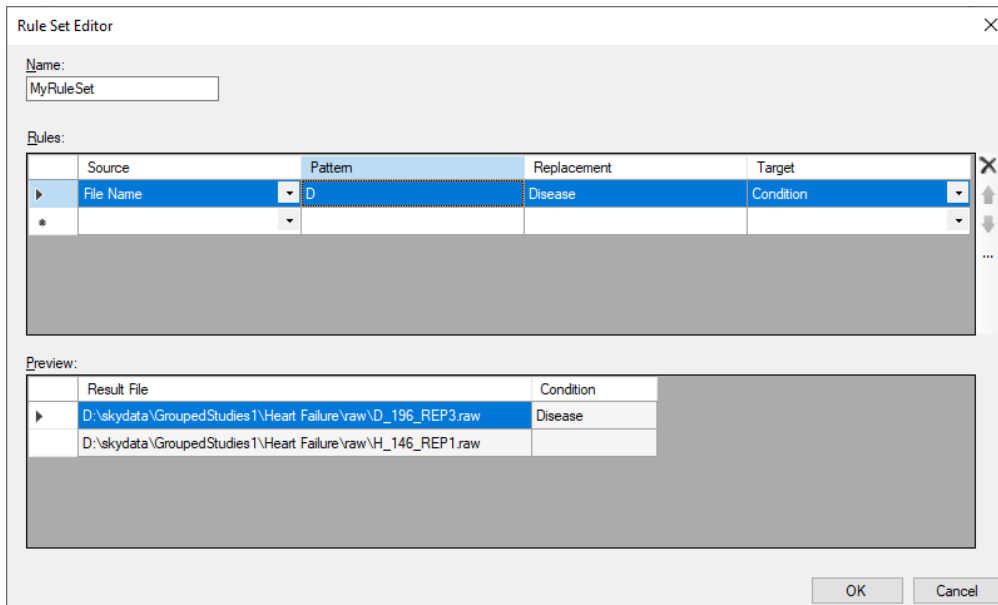 Rule Set Editor
Name:
MyRuleSet
Rules:
Source Pattern Replacement Target
File Name D Disease Condition
...
Preview:
Result File Condition
D:\skydata\GroupedStudies1\Heart Failure\raw\D_196_REP3.raw Disease
D:\skydata\GroupedStudies1\Heart Failure\raw\H_146_REP1.raw
OK Cancel